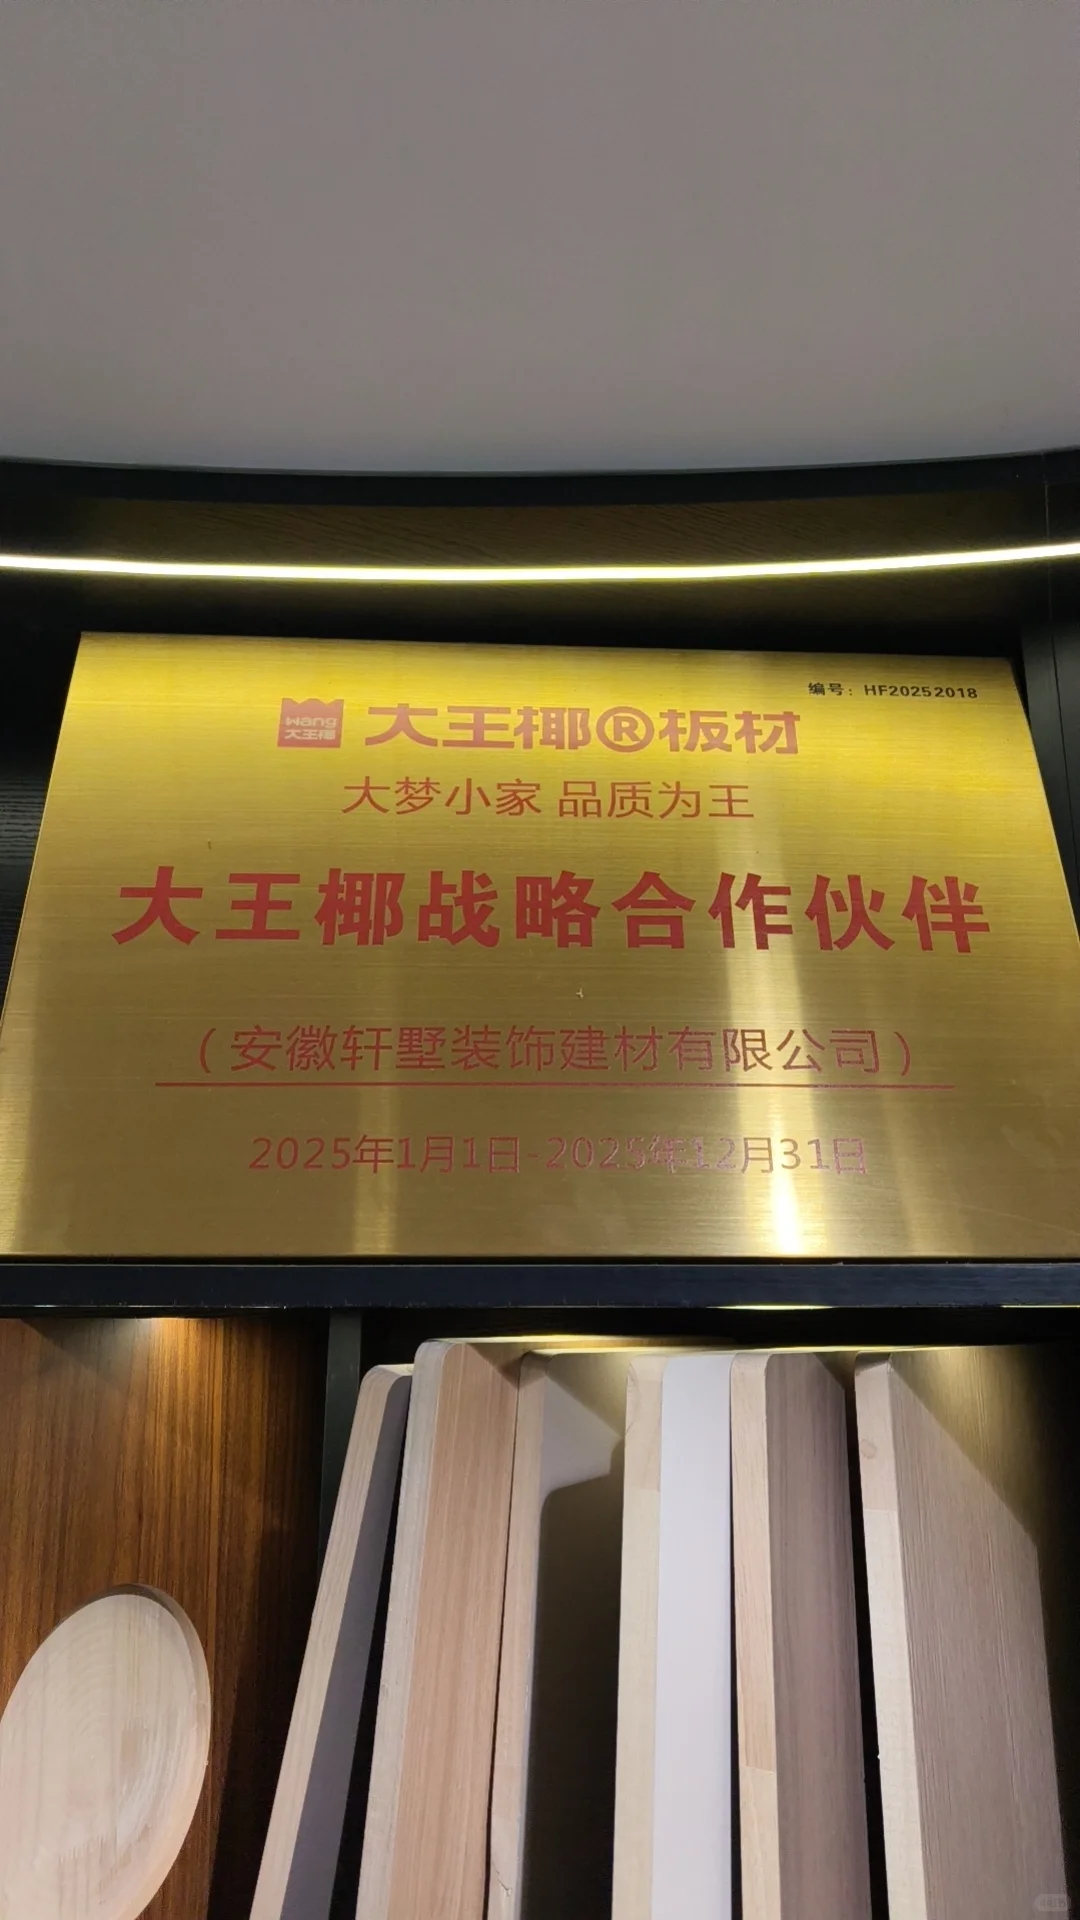 编号：HF20252018
Wang
大王椰
大王椰®板材
大梦小家 品质为王
大王椰战略合作伙伴
（安徽轩墅装饰建材有限公司）
2025年1月1日-2025年12月31日